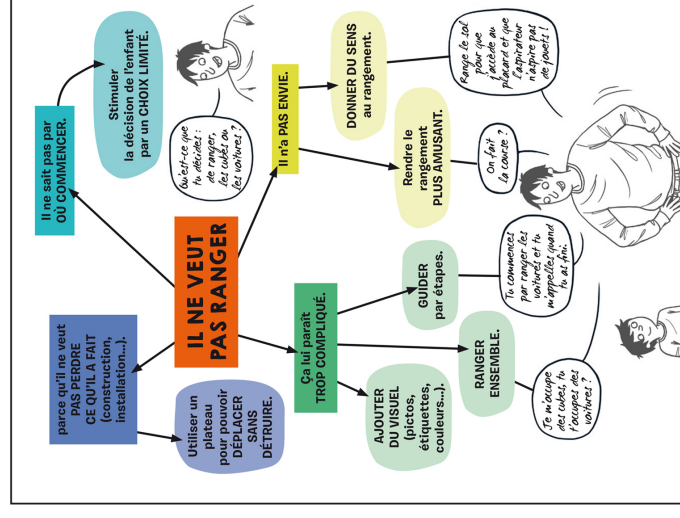 IL NE VEUT
PAS RANGER
parce qu'il ne veut
PAS PERDRE
CE QU'IL A FAIT
(construction,
installation...).
Utiliser un
plateau
pour pouvoir
DÉPLACER
SANS
DÉTRUIRE.
Il ne sait pas par
OÙ COMMENCER.
Stimuler
la décision de l'enfant
par un CHOIX LIMITÉ.
Qu'est-ce que
tu décides :
de ranger,
les cubes ou
les voitures ?
Ça lui paraît
TROP COMPLIQUÉ.
AJOUTER
DU VISUEL
(pictos,
étiquettes,
couleurs...).
RANGER
ENSEMBLE.
Je m'occupe
des cubes, tu
t'occupes des
voitures ?
GUIDER
par étapes.
Tu commences
par ranger les
voitures et tu
m'appelles quand
tu as fini.
Il n'a PAS ENVIE.
Rendre le
rangement
PLUS AMUSANT.
On fait
la course ?
DONNER DU SENS
au rangement.
Range le sol
pour que
j'accède au
placard et que
l'aspirateur
n'aspire pas
de jouets !